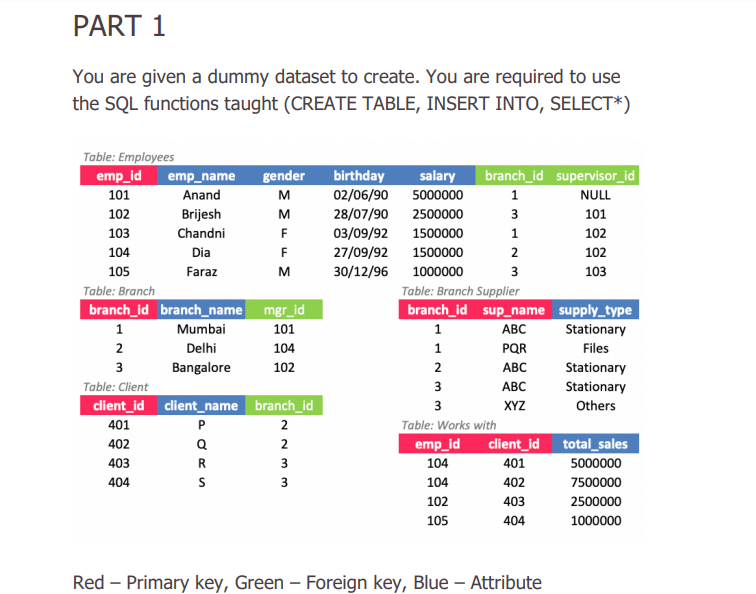 PART 1
You are given a dummy dataset to create. You are required to use
the SQL functions taught (CREATE TABLE, INSERT INTO, SELECT*)
Table: Employees
emp_id emp_name gender birthday salary branch_id supervisor_id
101 Anand M 02/06/90 5000000 1 NULL
102 Brijesh M 28/07/90 2500000 3 101
103 Chandni F 03/09/92 1500000 1 102
104 Dia F 27/09/92 1500000 2 102
105 Faraz M 30/12/96 1000000 3 103
Table: Branch
branch_id branch_name mgr_id
1 Mumbai 101
2 Delhi 104
3 Bangalore 102
Table: Client
client_id client_name branch_id
401 P 2
402 Q 2
403 R 3
404 S 3
Table: Branch Supplier
branch_id sup_name supply_type
1 ABC Stationary
1 PQR Files
2 ABC Stationary
3 ABC Stationary
3 XYZ Others
Table: Works with
emp_id client_id total_sales
104 401 5000000
104 402 7500000
102 403 2500000
105 404 1000000
Red – Primary key, Green – Foreign key, Blue – Attribute